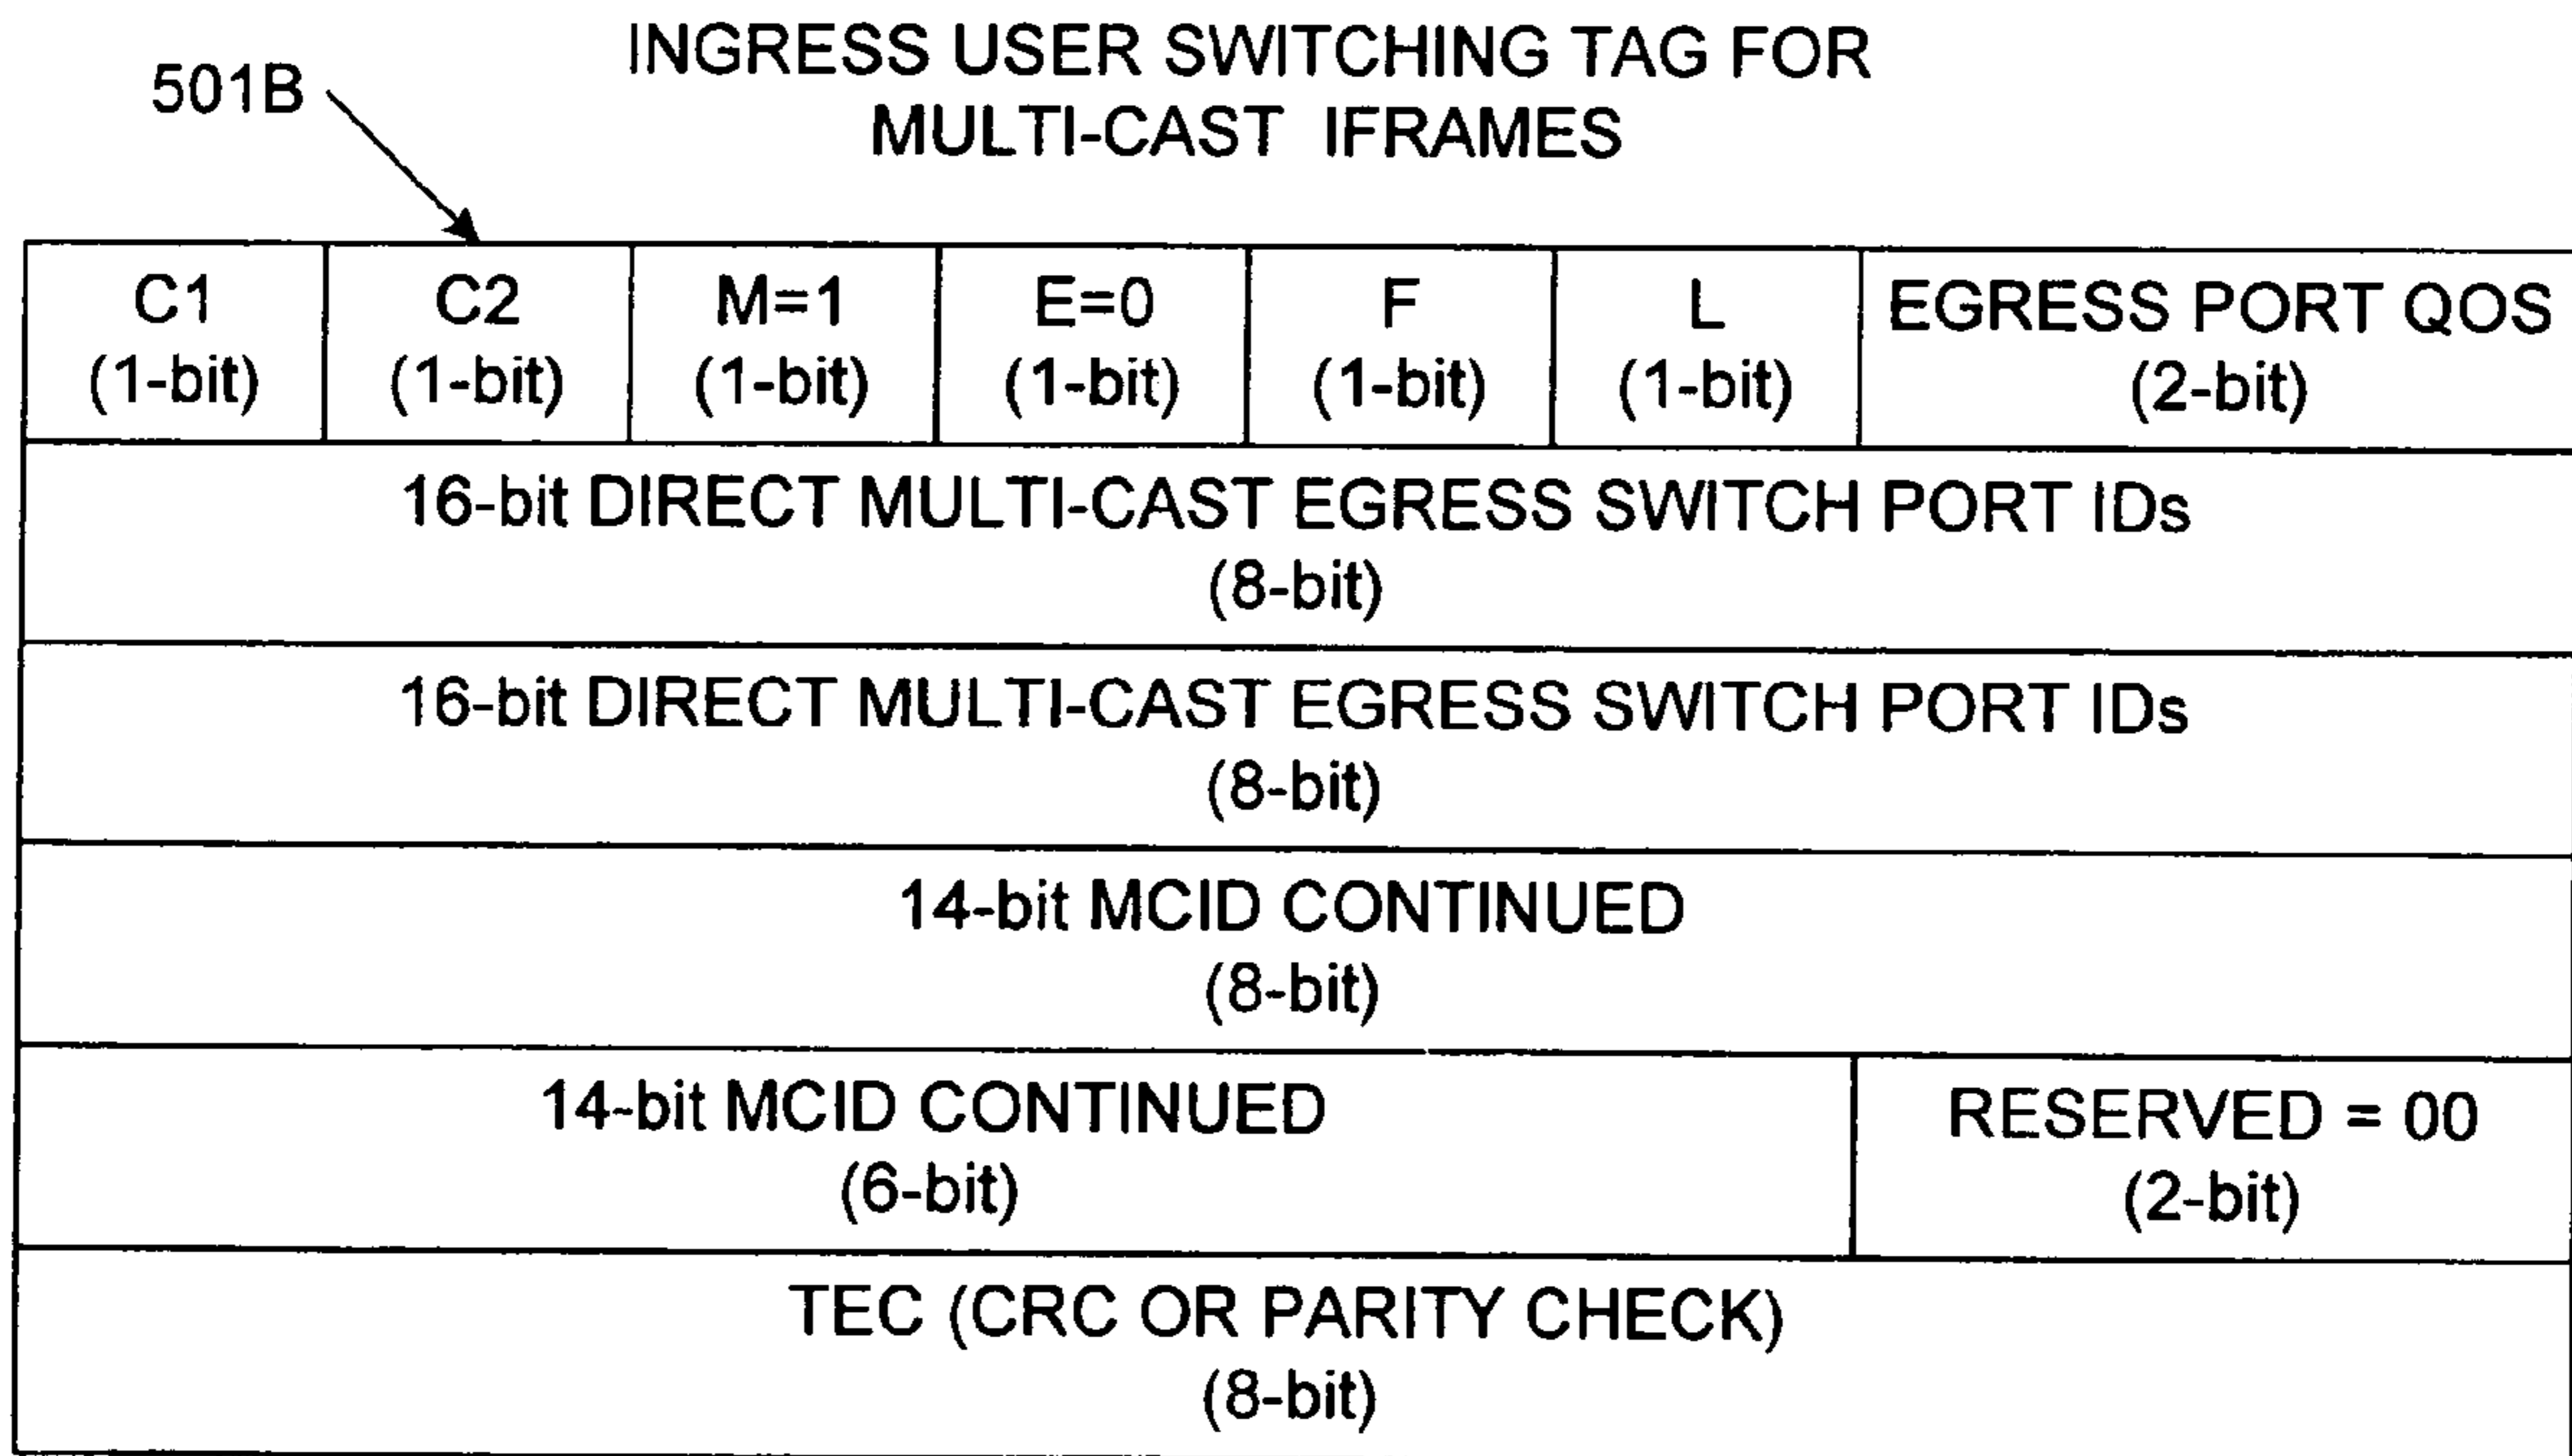 INGRESS USER SWITCHING TAG FOR
MULTI-CAST IFRAMES
501B
C1 C2 M=1 E=0 F L EGRESS PORT QOS
(1-bit) (1-bit) (1-bit) (1-bit) (1-bit) (1-bit) (2-bit)
16-bit DIRECT MULTI-CAST EGRESS SWITCH PORT IDs
(8-bit)
16-bit DIRECT MULTI-CAST EGRESS SWITCH PORT IDs
(8-bit)
14-bit MCID CONTINUED
(8-bit)
14-bit MCID CONTINUED RESERVED = 00
(6-bit) (2-bit)
TEC (CRC OR PARITY CHECK)
(8-bit)